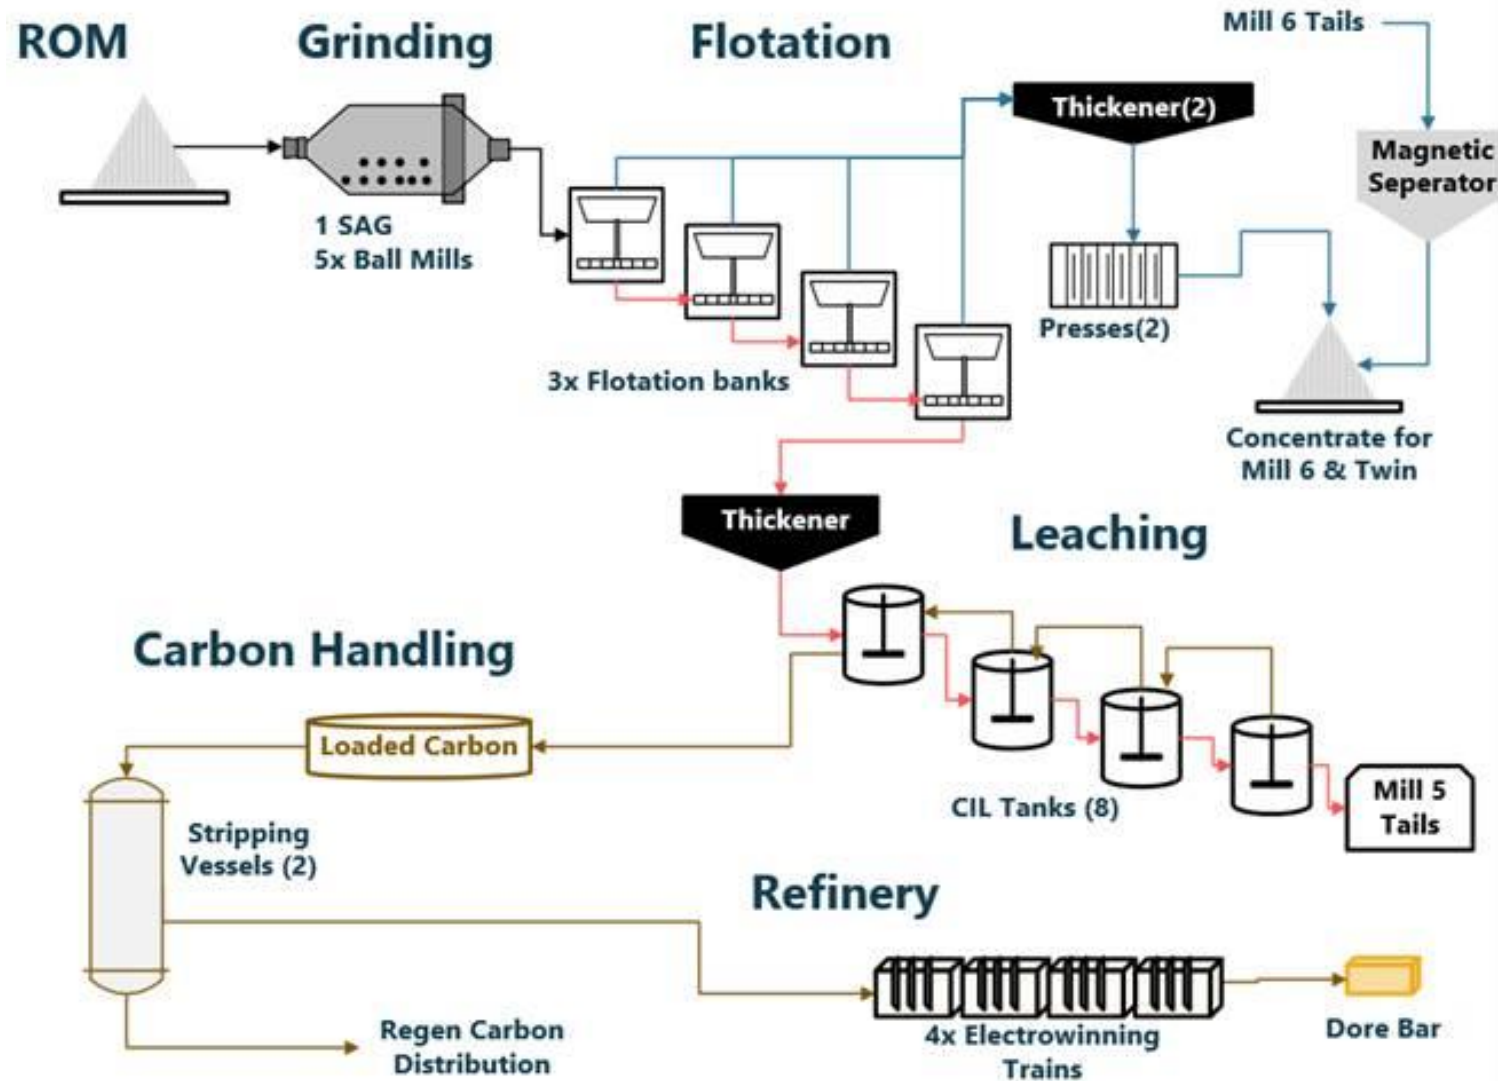 ROM
Grinding
Flotation
Mill 6 Tails
Thickener(2)
Magnetic
Seperator
1 SAG
5x Ball Mills
Presses(2)
3x Flotation banks
Concentrate for
Mill 6 & Twin
Thickener
Leaching
Carbon Handling
Loaded Carbon
CIL Tanks (8)
Mill 5
Tails
Stripping
Vessels (2)
Refinery
Regen Carbon
Distribution
4x Electrowinning
Trains
Dore Bar